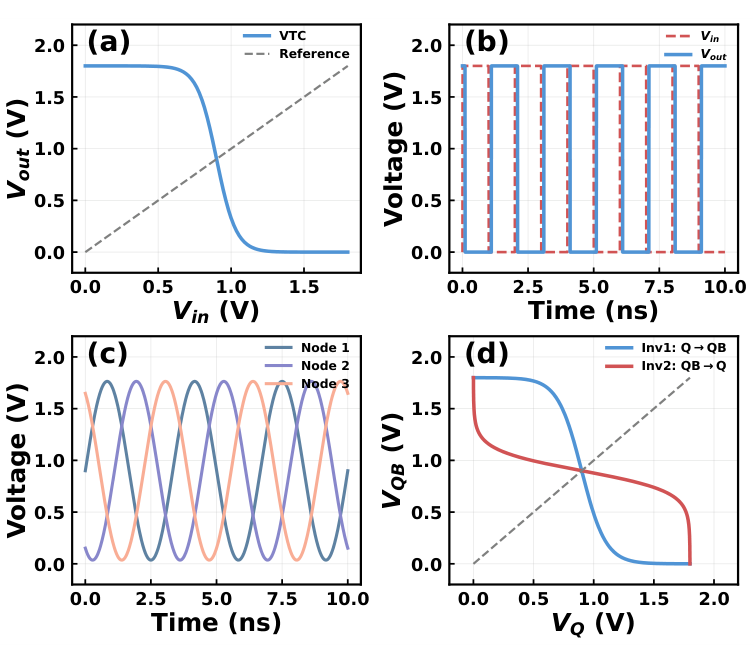 (a)
VTC
Reference
2.0
1.5
1.0
0.5
0.0
V_out (V)
0.0 0.5 1.0 1.5
V_in (V)
(b)
V_in
V_out
2.0
1.5
1.0
0.5
0.0
Voltage (V)
0.0 2.5 5.0 7.5 10.0
Time (ns)
(c)
Node 1
Node 2
Node 3
2.0
1.5
1.0
0.5
0.0
Voltage (V)
0.0 2.5 5.0 7.5 10.0
Time (ns)
(d)
Inv1: Q→QB
Inv2: QB→Q
2.0
1.5
1.0
0.5
0.0
V_QB (V)
0.0 0.5 1.0 1.5 2.0
V_Q (V)